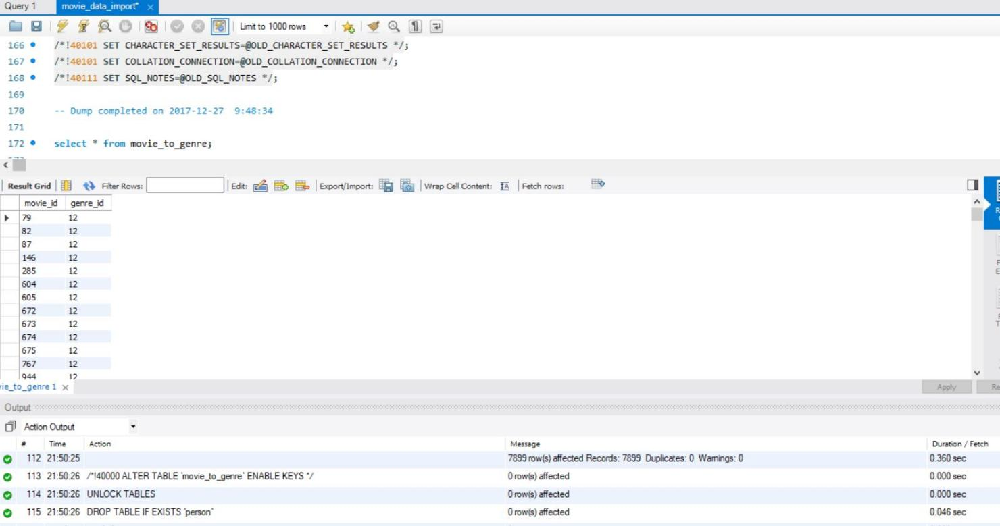 Query 1 movie_data_import*
Limit to 1000 rows
166 /*!40101 SET CHARACTER_SET_RESULTS=@OLD_CHARACTER_SET_RESULTS */;
167 /*!40101 SET COLLATION_CONNECTION=@OLD_COLLATION_CONNECTION */;
168 /*!40111 SET SQL_NOTES=@OLD_SQL_NOTES */;
169
170 -- Dump completed on 2017-12-27  9:48:34
171
172 select * from movie_to_genre;
Result Grid Filter Rows: Edit: Export/Import: Wrap Cell Content: Fetch rows:
movie_id genre_id
79 12
82 12
87 12
146 12
285 12
604 12
605 12
672 12
673 12
674 12
675 12
767 12
944 12
vie_to_genre 1 Apply Re
Output
Action Output
# Time Action Message Duration / Fetch
112 21:50:25 7899 row(s) affected Records: 7899  Duplicates: 0  Warnings: 0 0.360 sec
113 21:50:26 /*!40000 ALTER TABLE `movie_to_genre` ENABLE KEYS */ 0 row(s) affected 0.000 sec
114 21:50:26 UNLOCK TABLES 0 row(s) affected 0.000 sec
115 21:50:26 DROP TABLE IF EXISTS `person` 0 row(s) affected 0.046 sec